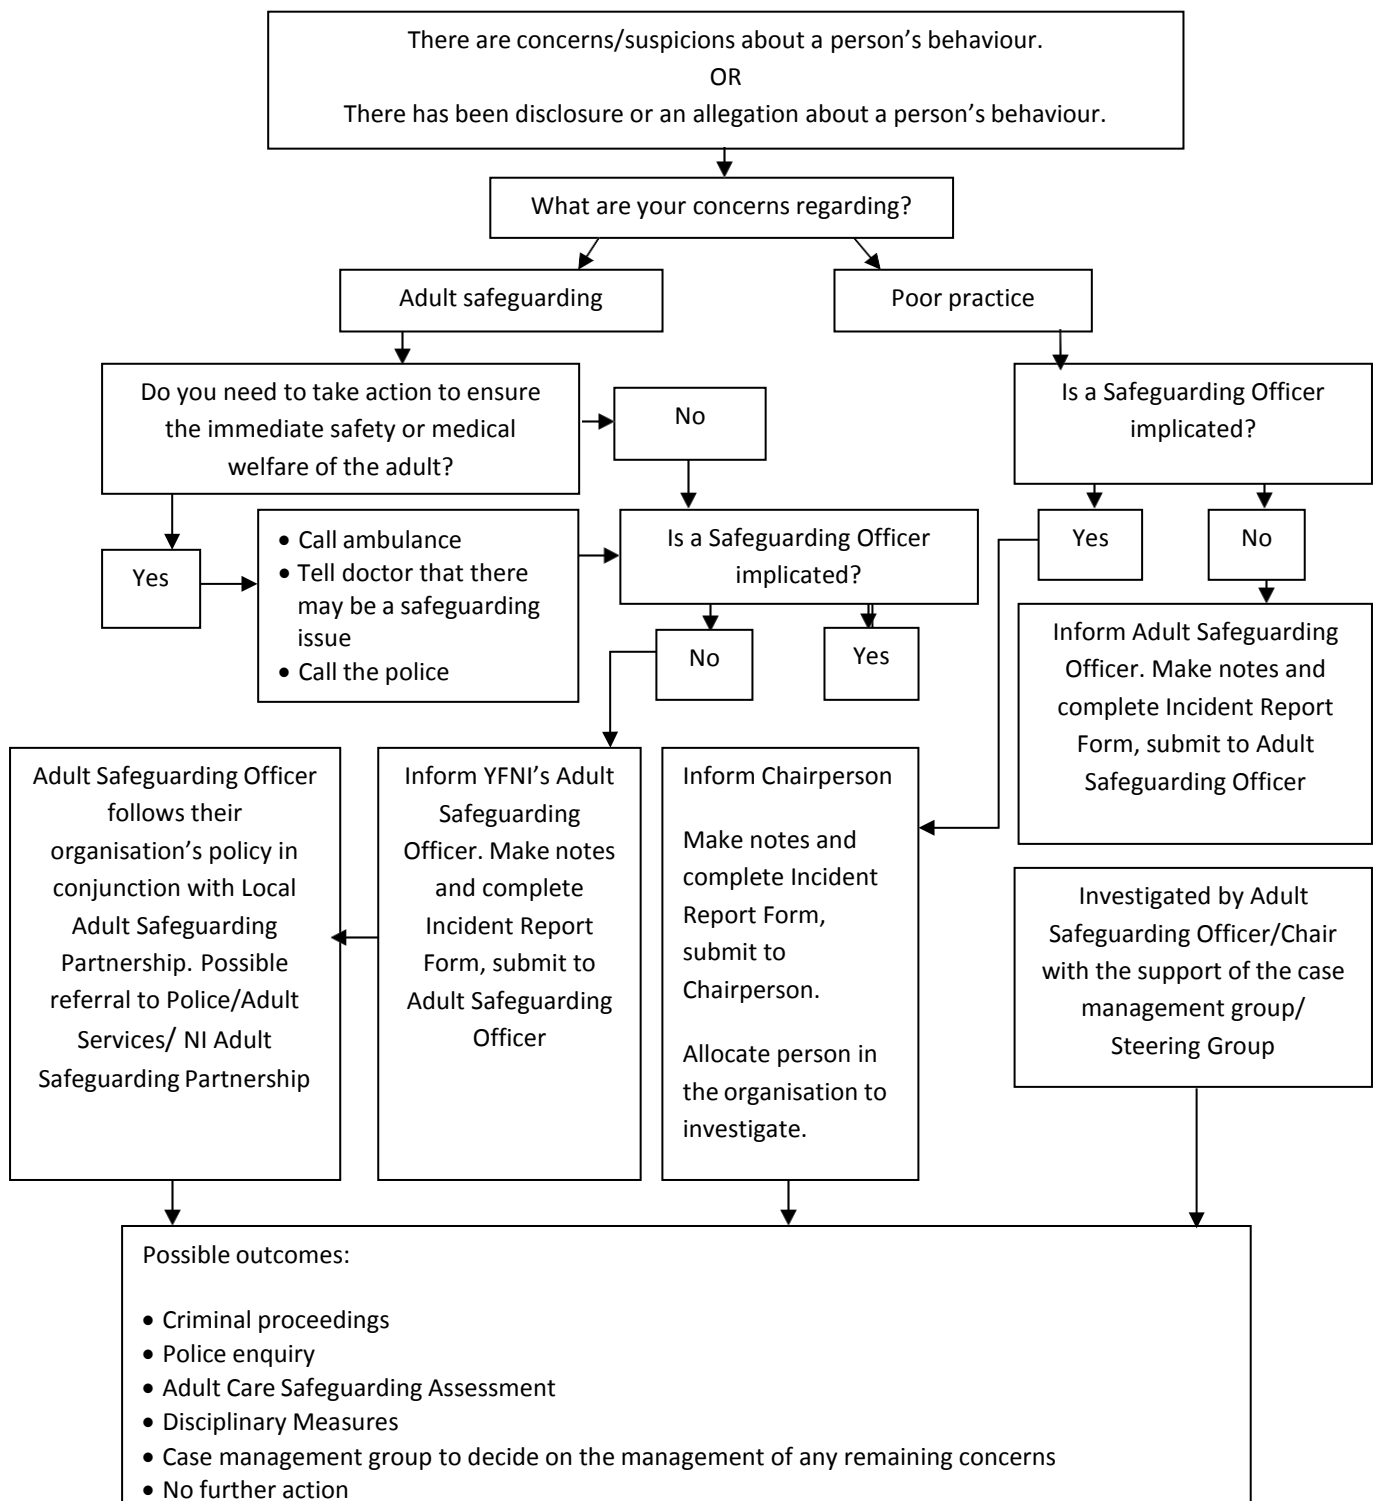 There are concerns/suspicions about a person’s behaviour.
OR
There has been disclosure or an allegation about a person’s behaviour.
What are your concerns regarding?
Adult safeguarding
Poor practice
Do you need to take action to ensure
the immediate safety or medical
welfare of the adult?
No
Is a Safeguarding Officer
implicated?
Yes
• Call ambulance
• Tell doctor that there
may be a safeguarding
issue
• Call the police
Is a Safeguarding Officer
implicated?
Yes
No
No
Yes
Inform Adult Safeguarding
Officer. Make notes and
complete Incident Report
Form, submit to Adult
Safeguarding Officer
Adult Safeguarding Officer
follows their
organisation’s policy in
conjunction with Local
Adult Safeguarding
Partnership. Possible
referral to Police/Adult
Services/ NI Adult
Safeguarding Partnership
Inform YFNI’s Adult
Safeguarding
Officer. Make notes
and complete
Incident Report
Form, submit to
Adult Safeguarding
Officer
Inform Chairperson
Make notes and
complete Incident
Report Form,
submit to
Chairperson.
Allocate person in
the organisation to
investigate.
Investigated by Adult
Safeguarding Officer/Chair
with the support of the case
management group/
Steering Group
Possible outcomes:
• Criminal proceedings
• Police enquiry
• Adult Care Safeguarding Assessment
• Disciplinary Measures
• Case management group to decide on the management of any remaining concerns
• No further action